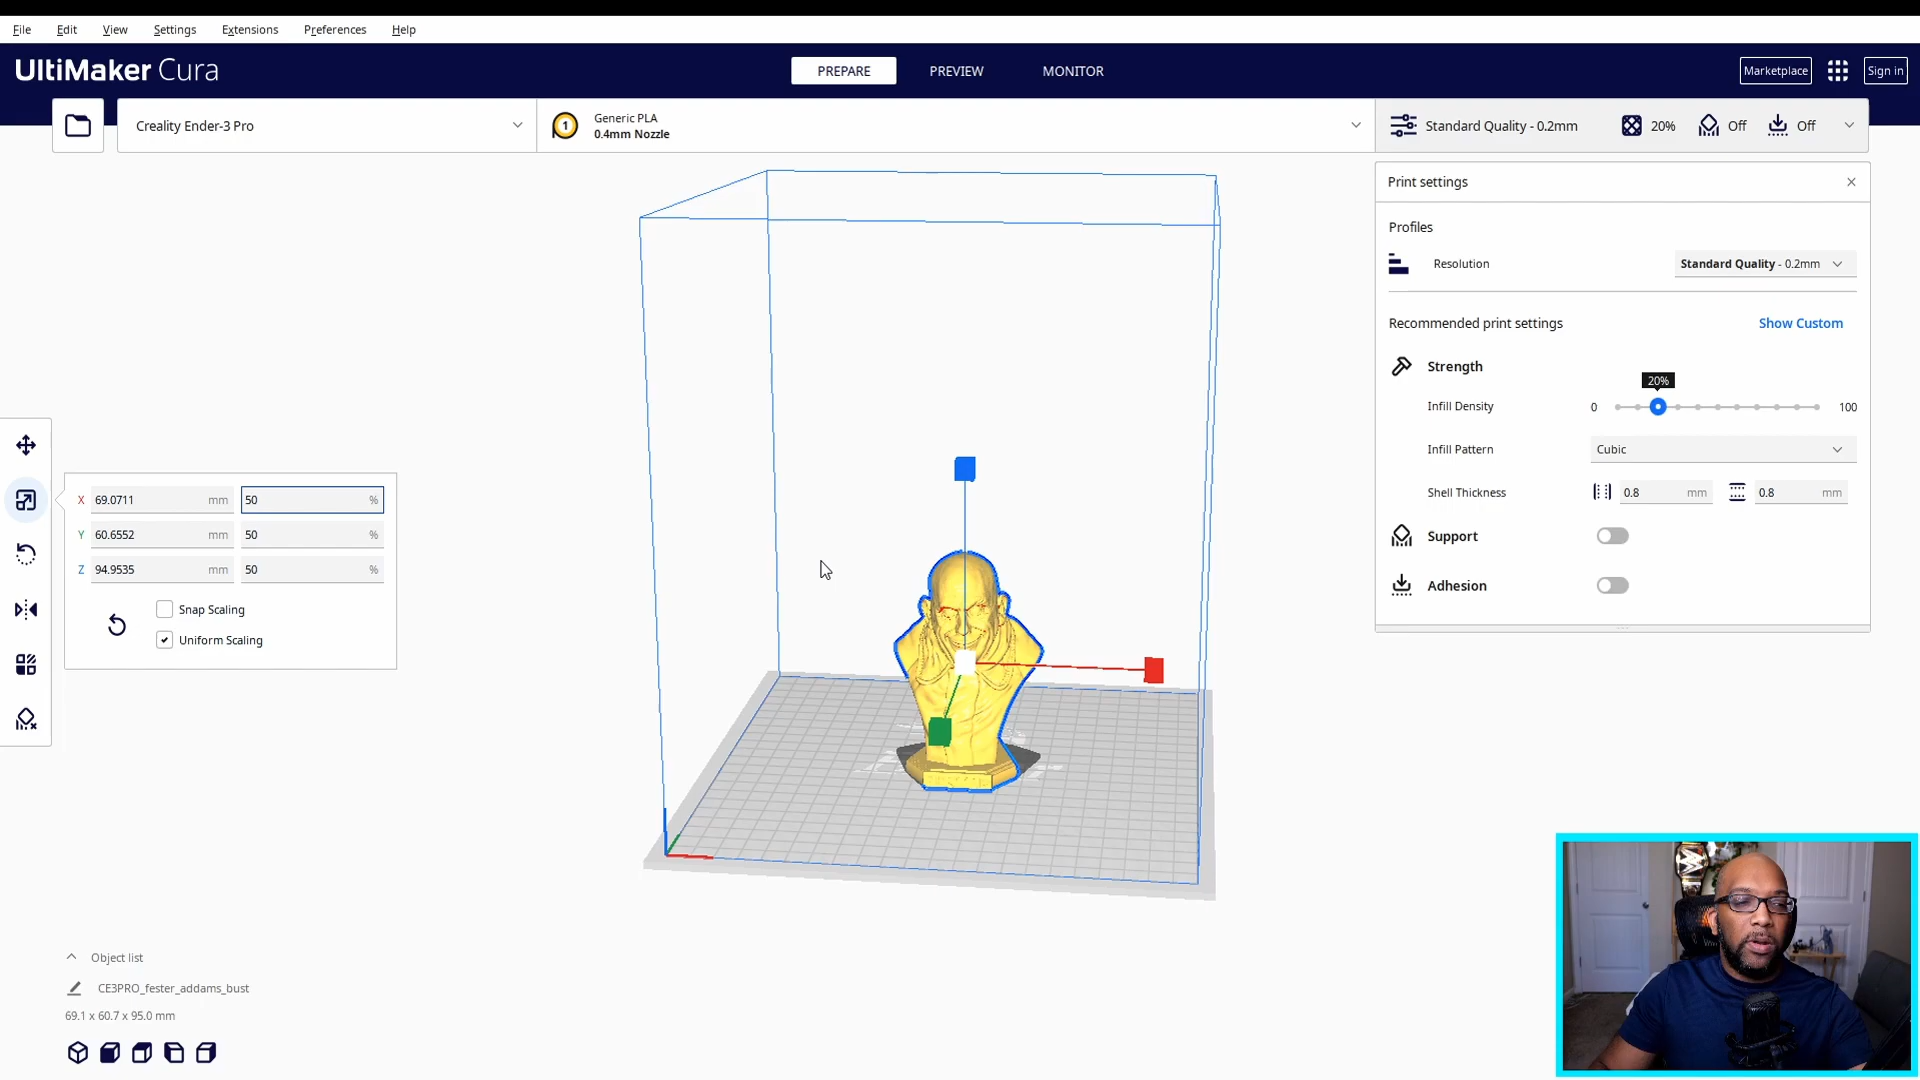 File Edit View Settings Extensions Preferences Help
UltiMaker Cura
PREPARE PREVIEW MONITOR
Marketplace
Sign in
Creality Ender-3 Pro
1
Generic PLA
0.4mm Nozzle
Standard Quality - 0.2mm 20% Off Off
Print settings
Profiles
Resolution Standard Quality - 0.2mm
Recommended print settings Show Custom
Strength
20%
Infill Density 0 100
Infill Pattern Cubic
Shell Thickness 0.8 mm 0.8 mm
Support
Adhesion
X 69.0711 mm 50 %
Y 60.6552 mm 50 %
Z 94.9535 mm 50 %
Snap Scaling
Uniform Scaling
Object list
CE3PRO_fester_addams_bust
69.1 x 60.7 x 95.0 mm